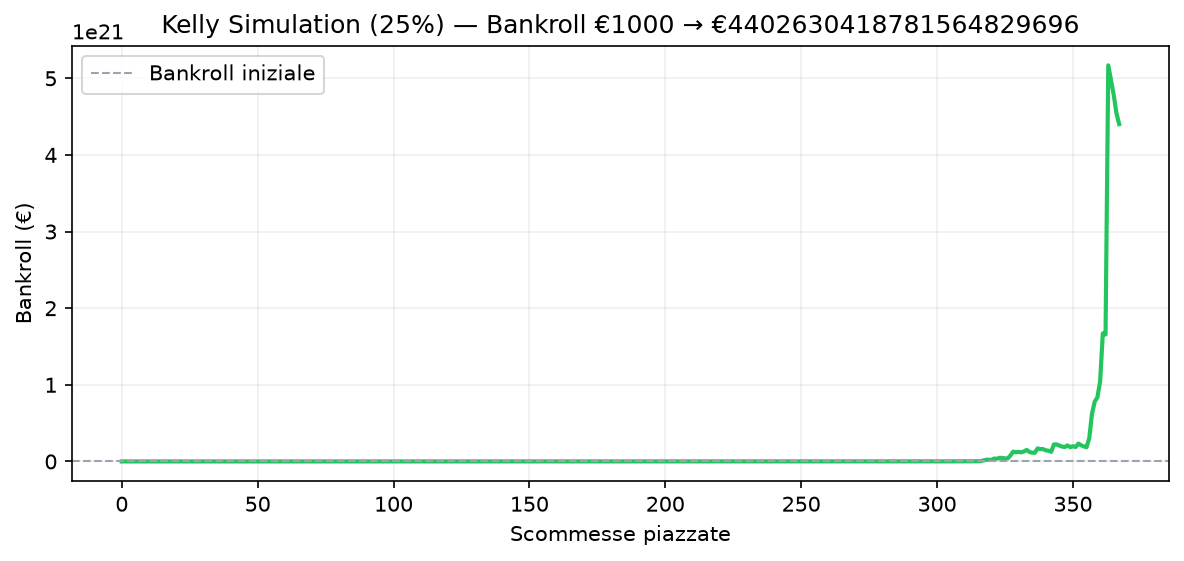 Kelly Simulation (25%) — Bankroll €1000 → €4402630418781564829696
1e21
Bankroll iniziale
5
4
3
2
1
0
Bankroll (€)
0 50 100 150 200 250 300 350
Scommesse piazzate